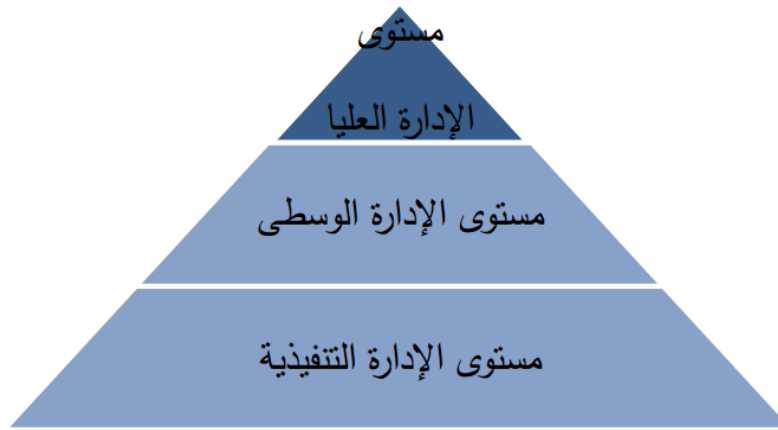 مستوى
الإدارة العليا
مستوى الإدارة الوسطى
مستوى الإدارة التنفيذية